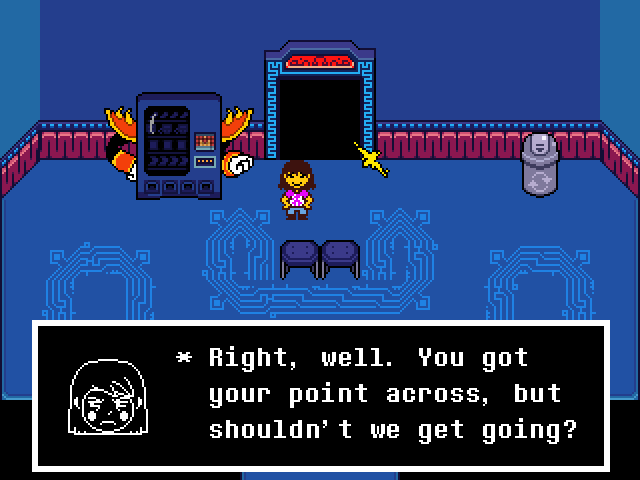 * Right, well. You got
your point across, but
shouldn't we get going?